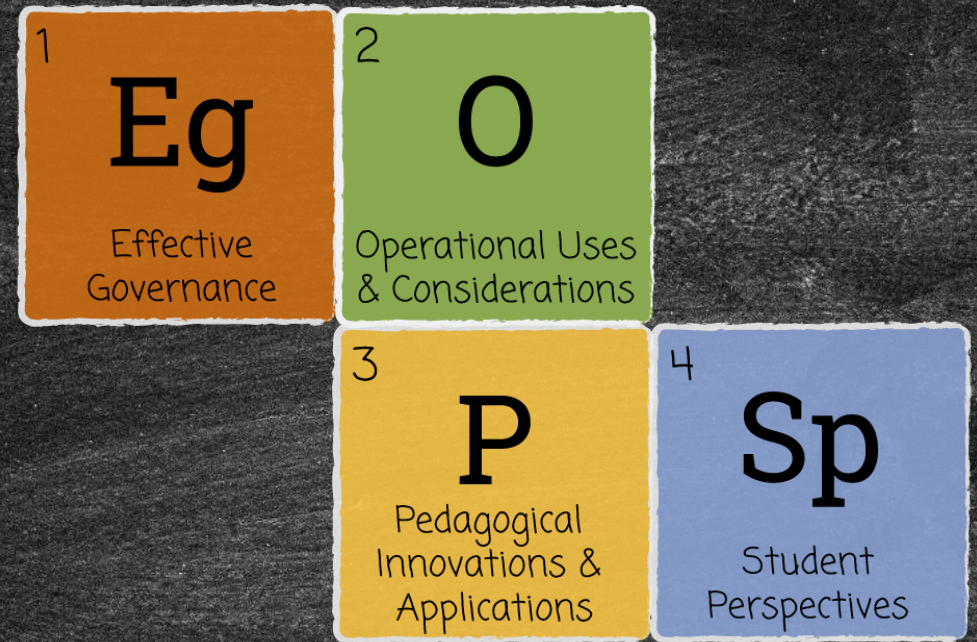 1
Eg
Effective
Governance
2
O
Operational Uses
& Considerations
3
P
Pedagogical
Innovations &
Applications
4
Sp
Student
Perspectives